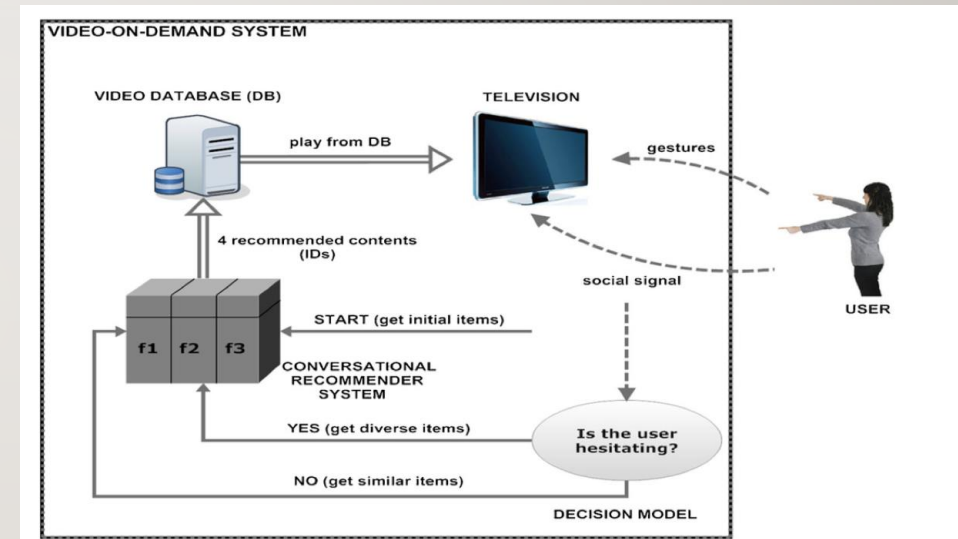 VIDEO-ON-DEMAND SYSTEM
VIDEO DATABASE (DB)
TELEVISION
play from DB
gestures
4 recommended contents
(IDs)
social signal
USER
START (get initial items)
f1 f2 f3
CONVERSATIONAL
RECOMMENDER
SYSTEM
YES (get diverse items)
Is the user
hesitating?
NO (get similar items)
DECISION MODEL